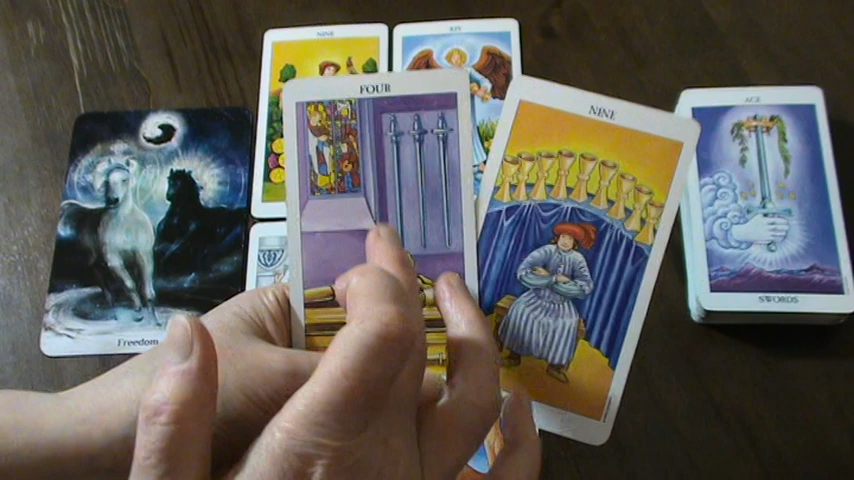 NINE
XIV
FOUR
NINE
ACE
SWORDS
Freedom